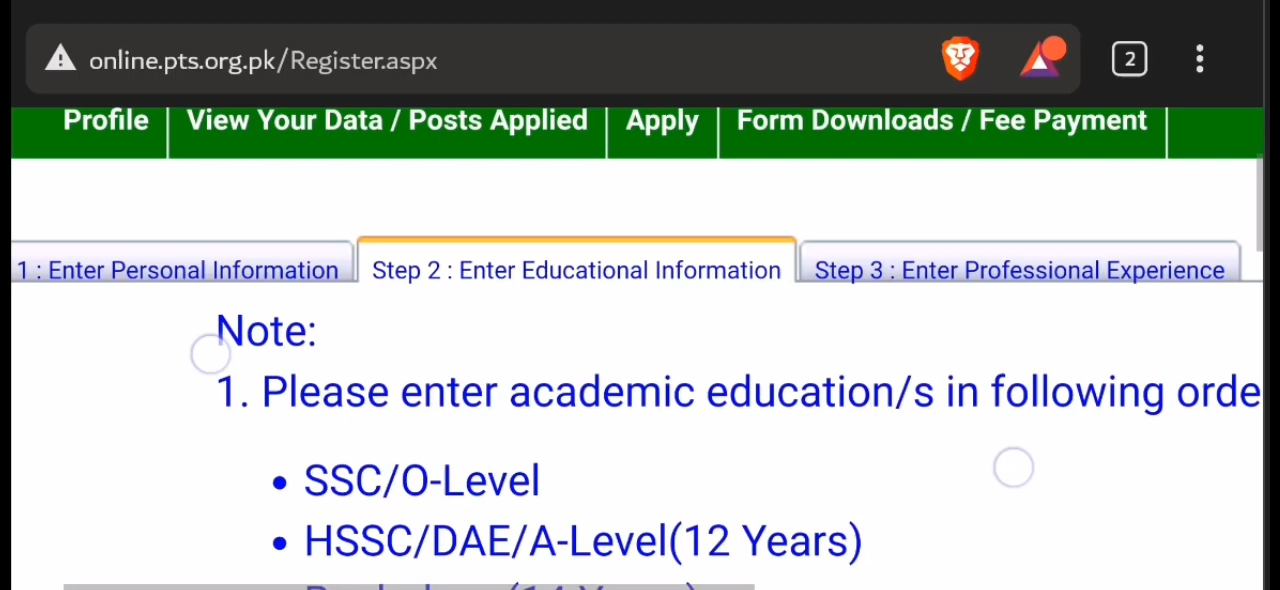 online.pts.org.pk/Register.aspx
2
Profile
View Your Data / Posts Applied
Apply
Form Downloads / Fee Payment
1 : Enter Personal Information
Step 2 : Enter Educational Information
Step 3 : Enter Professional Experience
Note:
1. Please enter academic education/s in following orde
• SSC/O-Level
• HSSC/DAE/A-Level(12 Years)